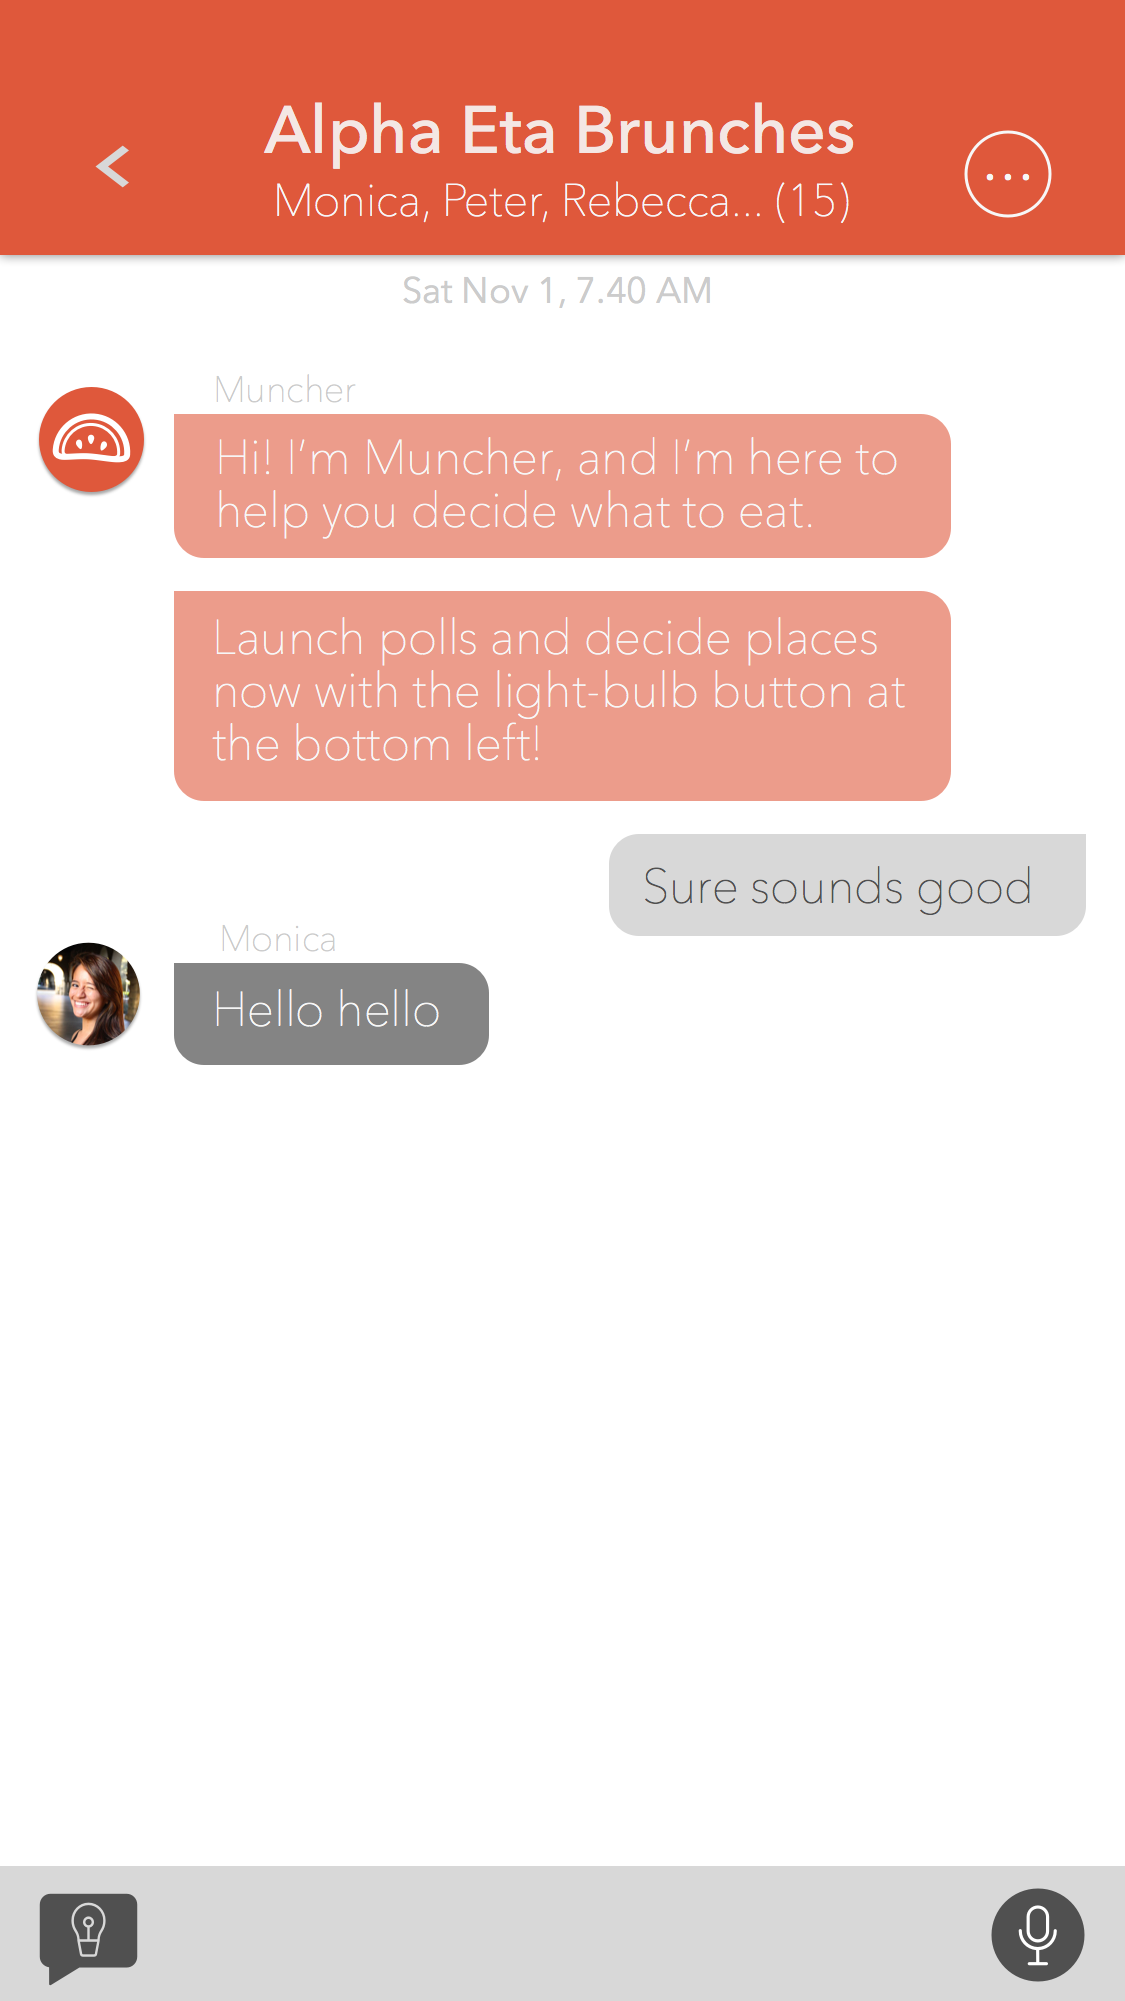 Alpha Eta Brunches
Monica, Peter, Rebecca... (15)
Sat Nov 1, 7.40 AM
Muncher
Hi! I’m Muncher, and I’m here to
help you decide what to eat.
Launch polls and decide places
now with the light-bulb button at
the bottom left!
Sure sounds good
Monica
Hello hello